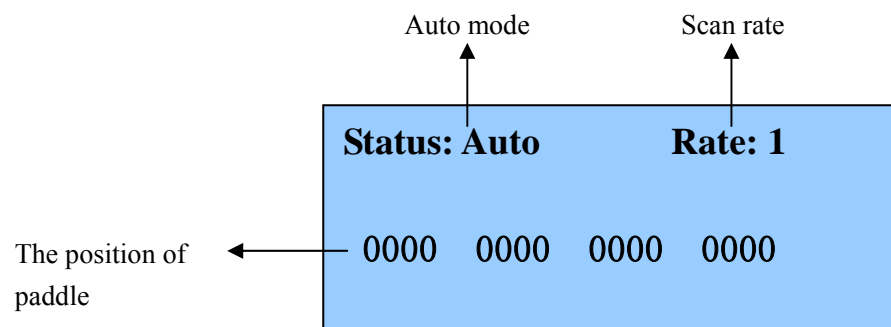 Auto mode Scan rate
Status: Auto Rate: 1
The position of 0000 0000 0000 0000
paddle